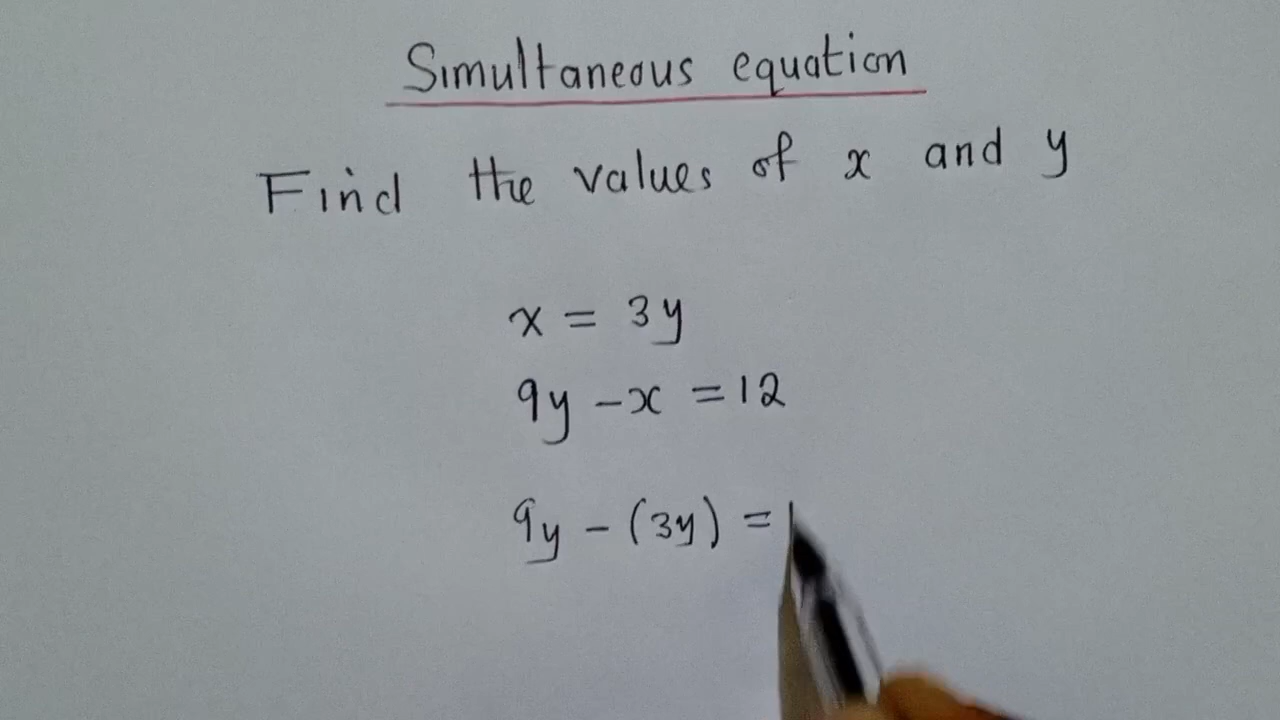 Simultaneous equation
Find the values of x and y
x = 3y
9y - x = 12
9y - (3y) = 1